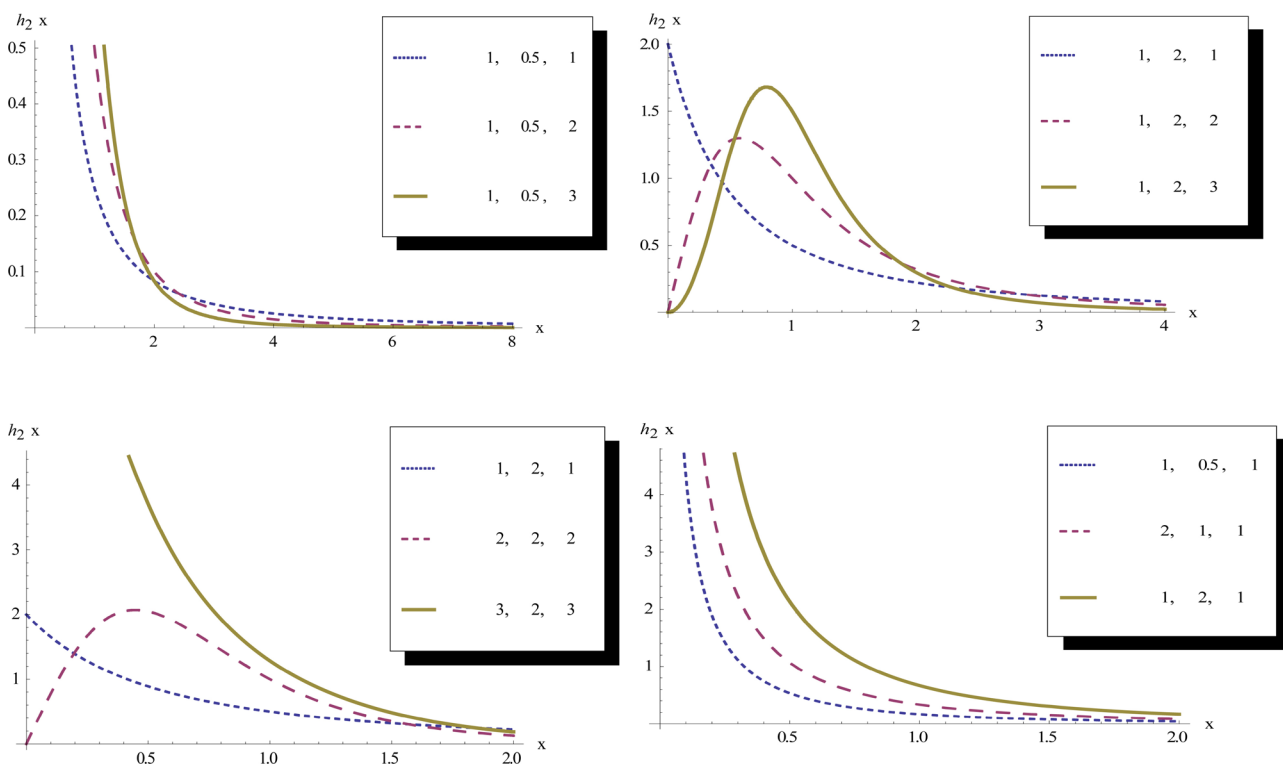 h2 x
0.5
0.4
0.3
0.2
0.1
2 4 6 8 x
1, 0.5, 1
1, 0.5, 2
1, 0.5, 3
h2 x
2.0
1.5
1.0
0.5
1 2 3 4 x
1, 2, 1
1, 2, 2
1, 2, 3
h2 x
4
3
2
1
0.5 1.0 1.5 2.0 x
1, 2, 1
2, 2, 2
3, 2, 3
h2 x
4
3
2
1
0.5 1.0 1.5 2.0 x
1, 0.5, 1
2, 1, 1
1, 2, 1